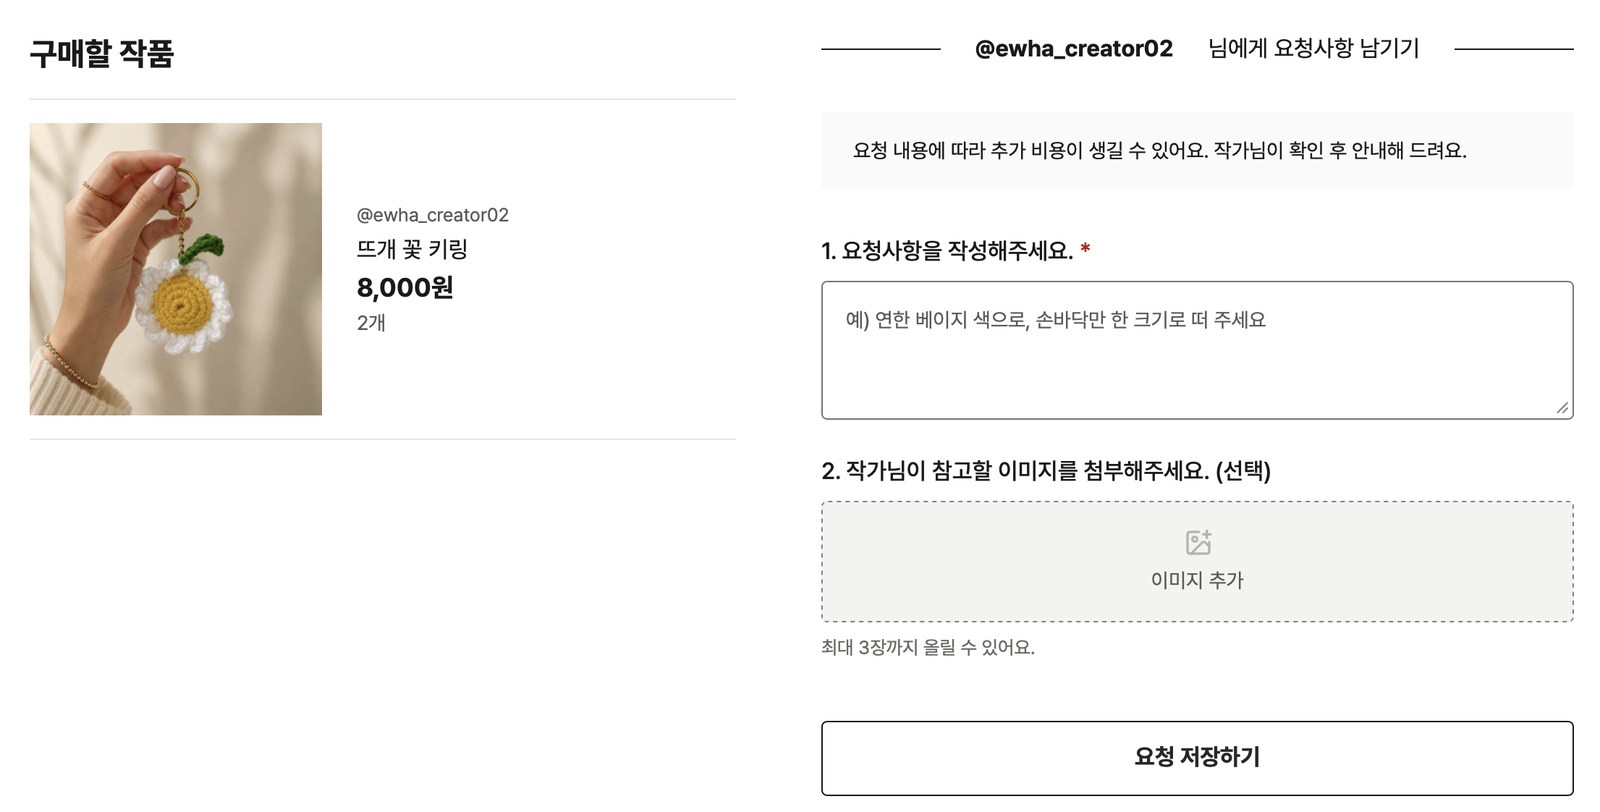 구매할 작품
@ewha_creator02
뜨개 꽃 키링
8,000원
2개
@ewha_creator02 님에게 요청사항 남기기
요청 내용에 따라 추가 비용이 생길 수 있어요. 작가님이 확인 후 안내해 드려요.
1. 요청사항을 작성해주세요. *
예) 연한 베이지 색으로, 손바닥만 한 크기로 떠 주세요
2. 작가님이 참고할 이미지를 첨부해주세요. (선택)
이미지 추가
최대 3장까지 올릴 수 있어요.
요청 저장하기